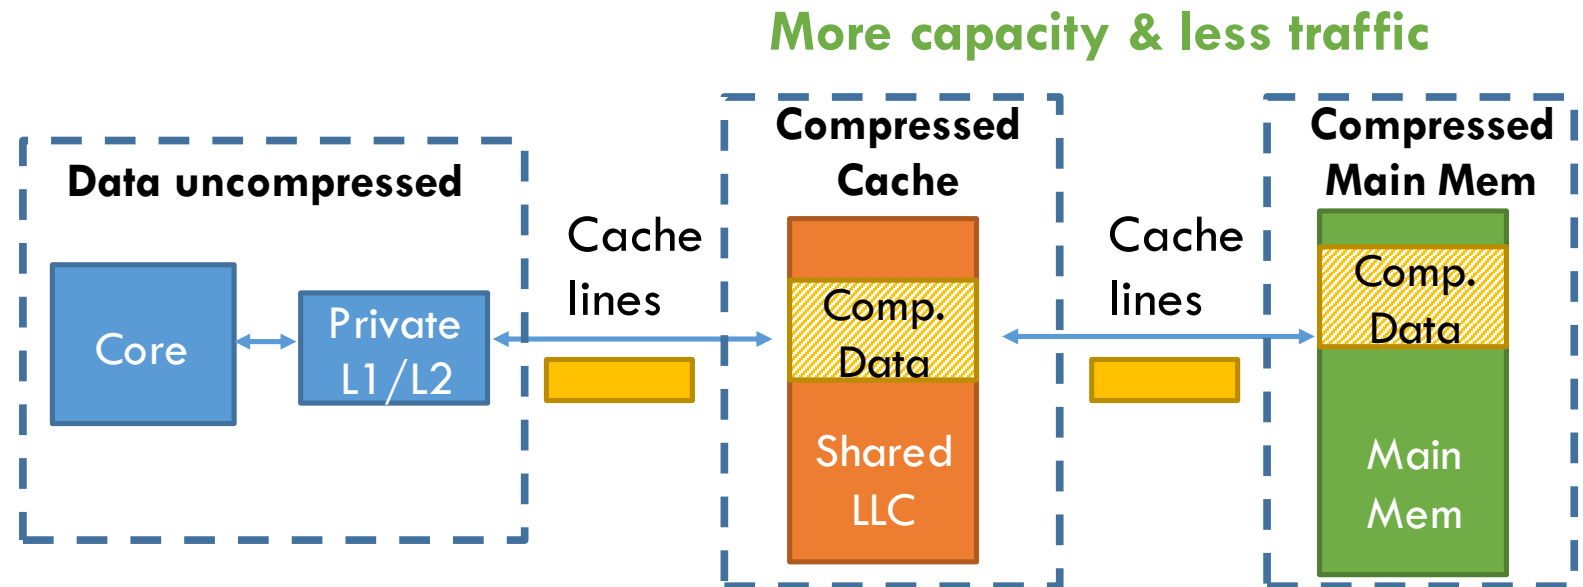 More capacity & less traffic
Data uncompressed
Core
Private
L1/L2
Cache
lines
Compressed
Cache
Comp.
Data
Shared
LLC
Cache
lines
Compressed
Main Mem
Comp.
Data
Main
Mem